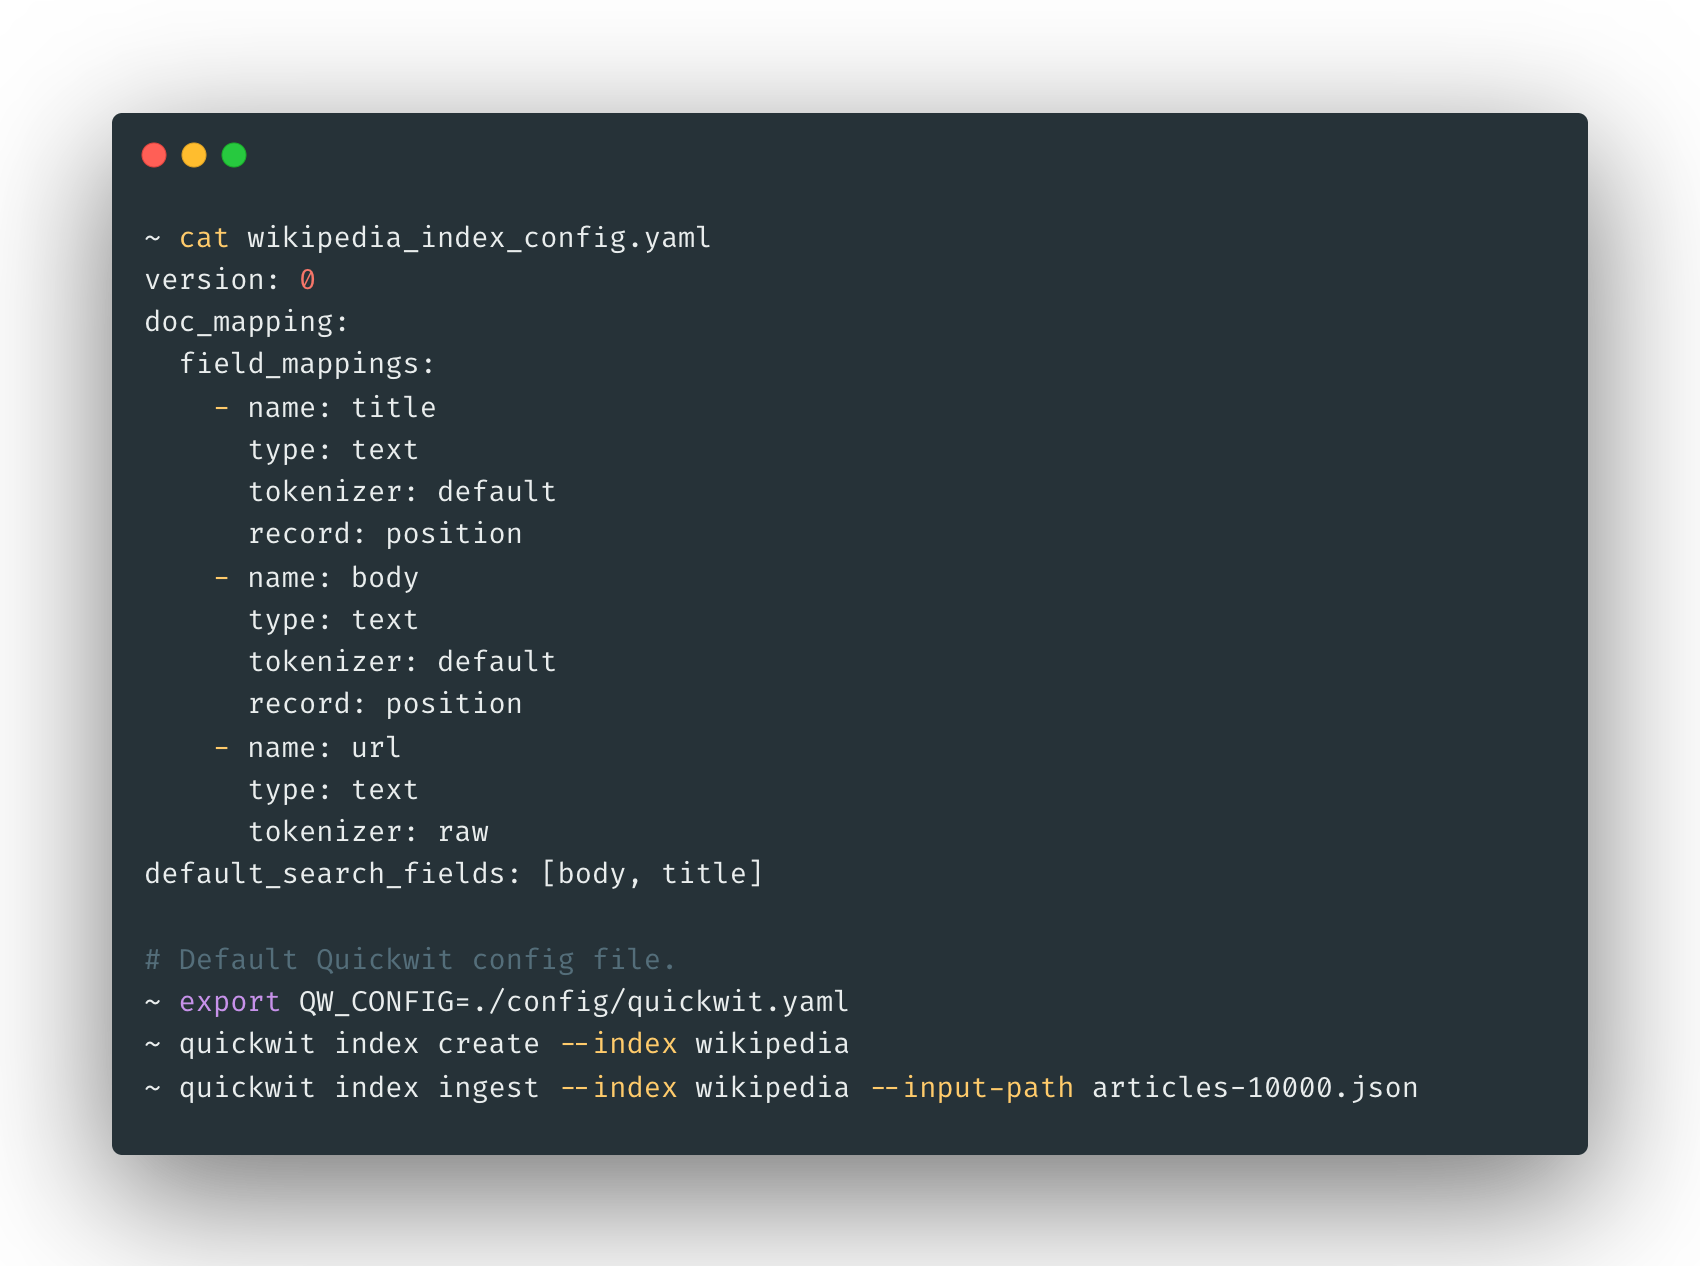 ~ cat wikipedia_index_config.yaml
version: 0
doc_mapping:
  field_mappings:
    - name: title
      type: text
      tokenizer: default
      record: position
    - name: body
      type: text
      tokenizer: default
      record: position
    - name: url
      type: text
      tokenizer: raw
default_search_fields: [body, title]

# Default Quickwit config file.
~ export QW_CONFIG=./config/quickwit.yaml
~ quickwit index create --index wikipedia
~ quickwit index ingest --index wikipedia --input-path articles-10000.json